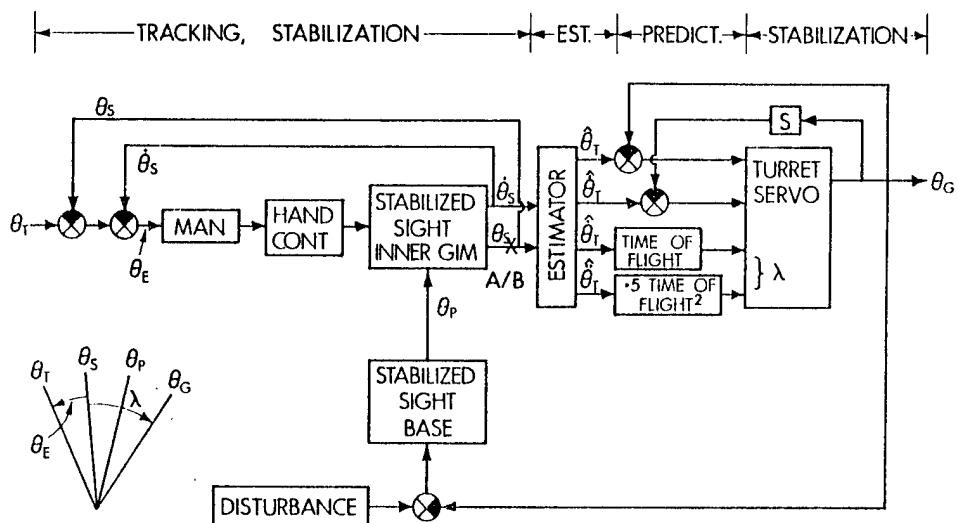 TRACKING, STABILIZATION
EST.
PREDICT.
STABILIZATION
θS
θ̇S
θT
θE
MAN
HAND CONT
STABILIZED SIGHT INNER GIM
θ̇S
θS
A/B
ESTIMATOR
θ̂T
θ̂̇T
θ̂̇T
θ̂̈T
TIME OF FLIGHT
.5 TIME OF FLIGHT²
S
TURRET SERVO
} λ
θG
θP
STABILIZED SIGHT BASE
DISTURBANCE
θT
θS
θP
θG
λ
θE